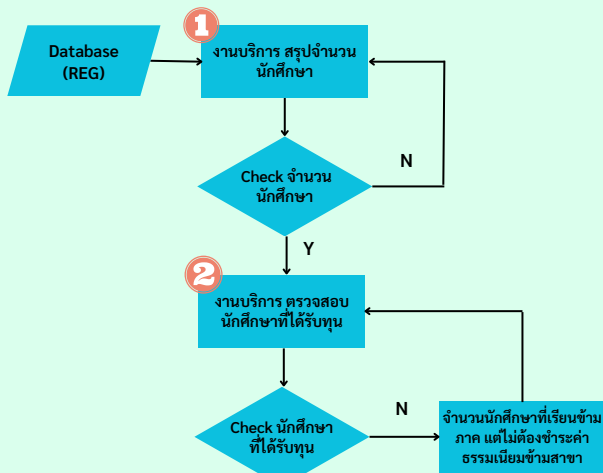 1
Database
(REG)
งานบริการ สรุปจำนวน
นักศึกษา
N
Check จำนวน
นักศึกษา
Y
2
งานบริการ ตรวจสอบ
นักศึกษาที่ได้รับทุน
N
Check นักศึกษา
ที่ได้รับทุน
จำนวนนักศึกษาที่เรียนข้าม
ภาค แต่ไม่ต้องชำระค่า
ธรรมเนียมข้ามสาขา